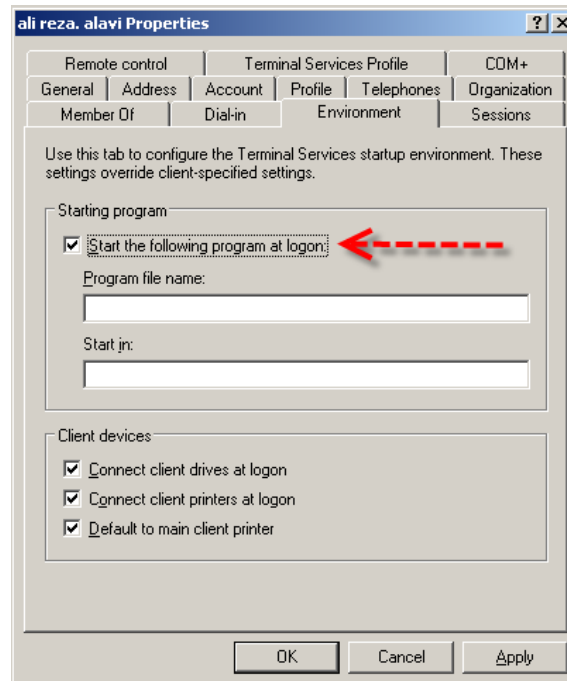 ali reza. alavi Properties
Remote control Terminal Services Profile COM+
General Address Account Profile Telephones Organization
Member Of Dial-in Environment Sessions
Use this tab to configure the Terminal Services startup environment. These
settings override client-specified settings.
Starting program
Start the following program at logon:
Program file name:
Start in:
Client devices
Connect client drives at logon
Connect client printers at logon
Default to main client printer
OK Cancel Apply